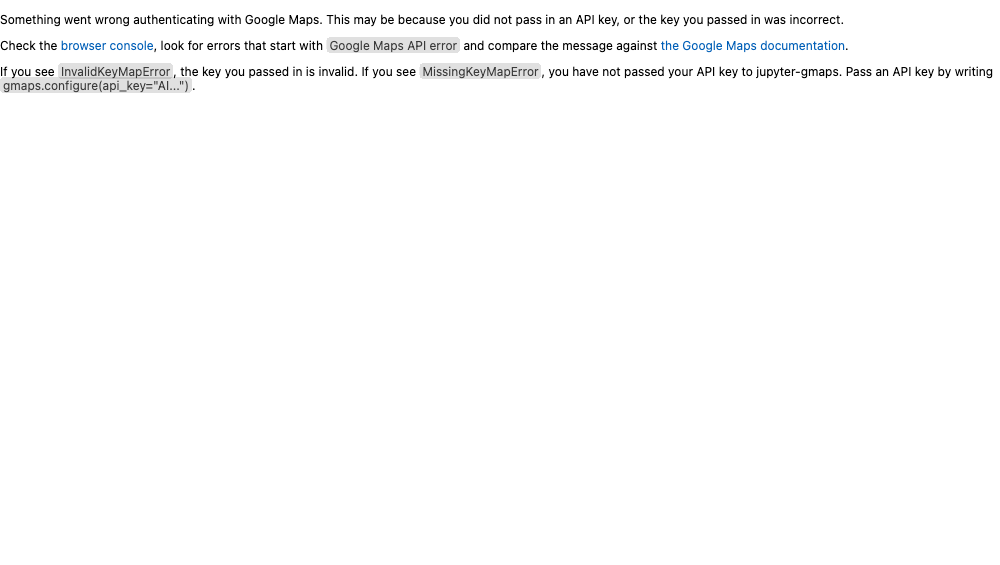 Something went wrong authenticating with Google Maps. This may be because you did not pass in an API key, or the key you passed in was incorrect.
Check the browser console, look for errors that start with Google Maps API error and compare the message against the Google Maps documentation.
If you see InvalidKeyMapError, the key you passed in is invalid. If you see MissingKeyMapError, you have not passed your API key to jupyter-gmaps. Pass an API key by writing
gmaps.configure(api_key="AI...").